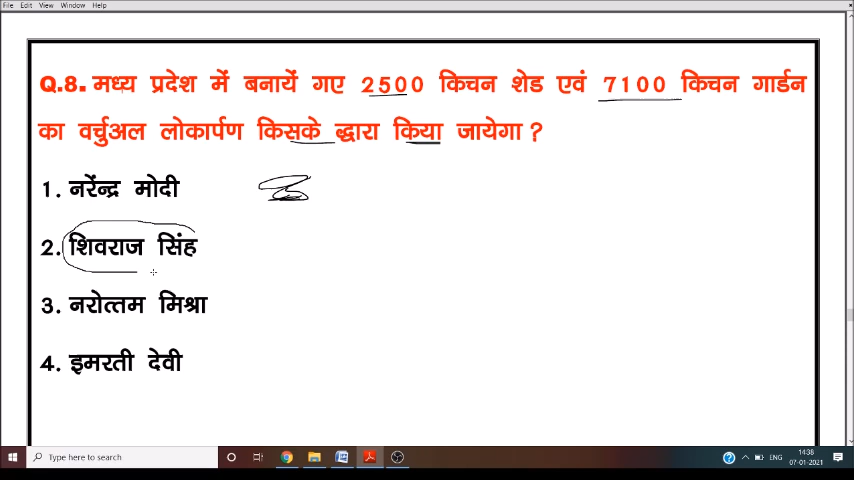 File Edit View Window Help
Q.8. मध्य प्रदेश में बनायें गए 2500 किचन शेड एवं 7100 किचन गार्डन
का वर्चुअल लोकार्पण किसके द्धारा किया जायेगा ?
1. नरेंन्द्र मोदी
2. शिवराज सिंह
3. नरोत्तम मिश्रा
4. इमरती देवी
Type here to search
ENG
14:38
07-01-2021